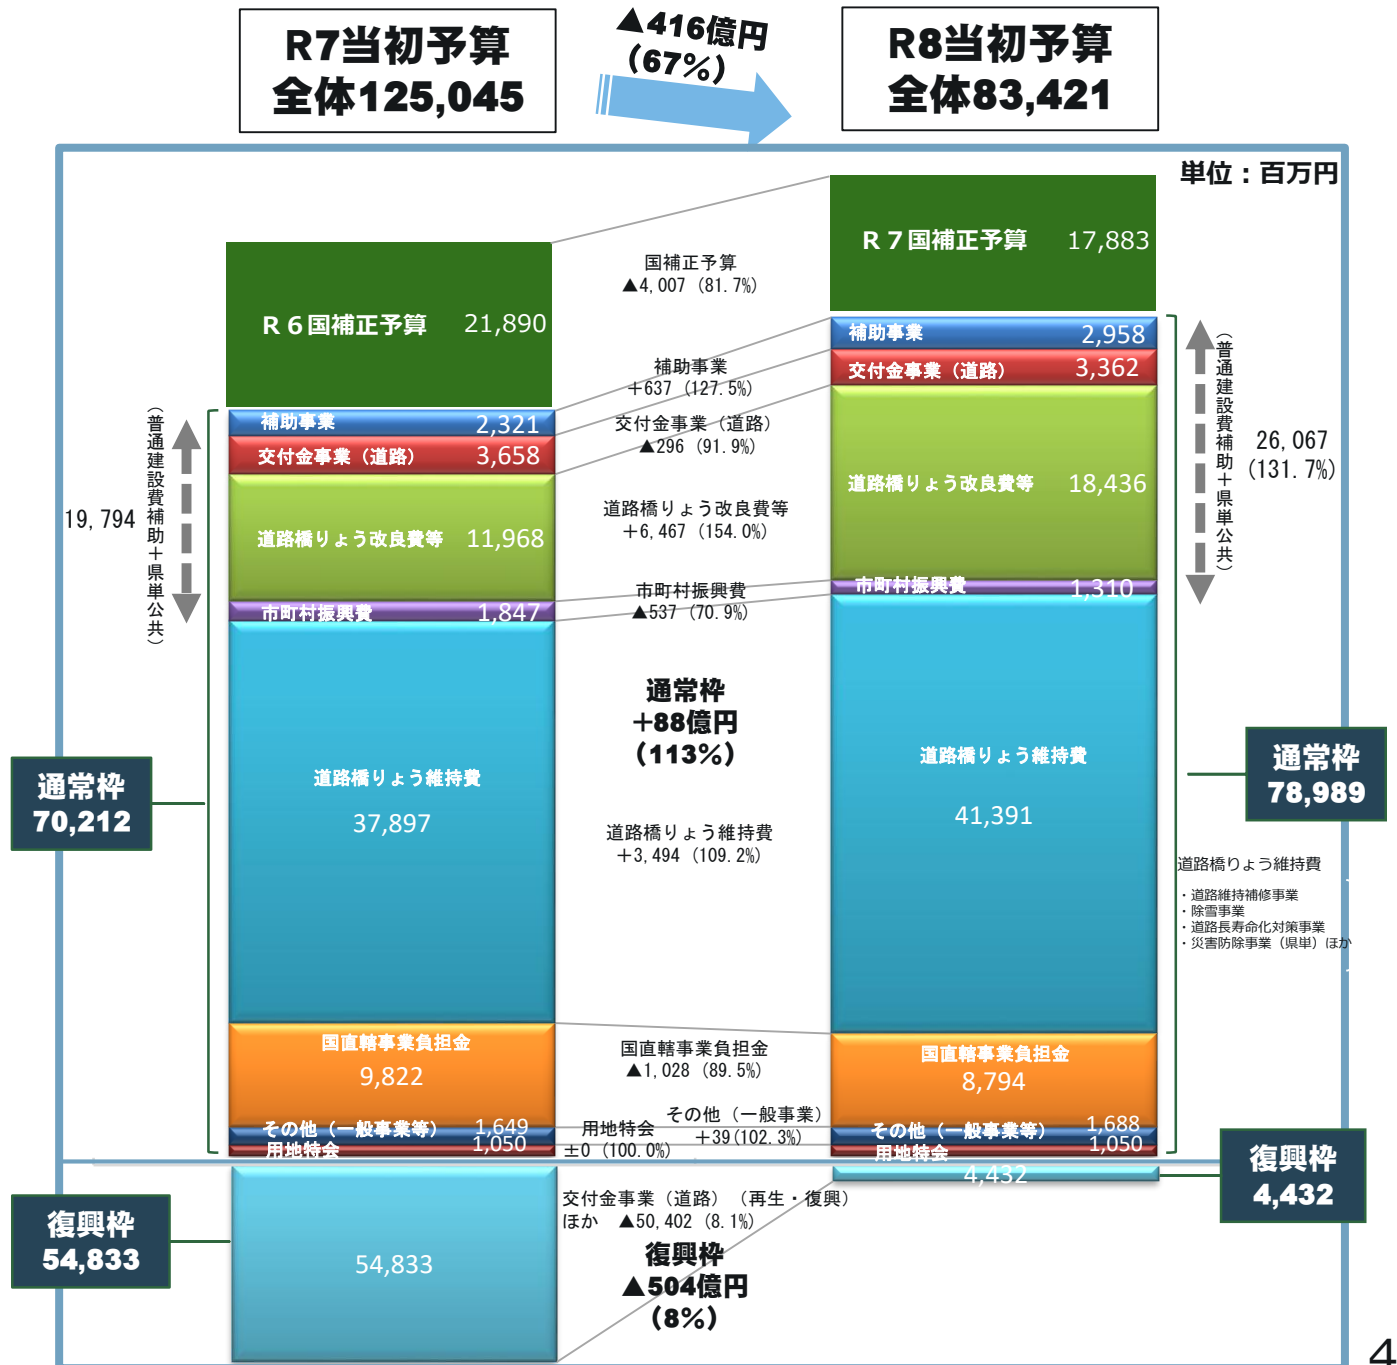 R7当初予算
全体125,045
▲416億円
（67%）
R8当初予算
全体83,421
単位：百万円
R６国補正予算 21,890
補助事業 2,321
交付金事業（道路） 3,658
道路橋りょう改良費等 11,968
市町村振興費 1,847
道路橋りょう維持費
37,897
国直轄事業負担金
9,822
その他（一般事業等） 1,649
用地特会 1,050
54,833
19,794
（普通建設費補助＋県単公共）
通常枠
70,212
復興枠
54,833
国補正予算
▲4,007 (81.7%)
補助事業
＋637 (127.5%)
交付金事業（道路）
▲296 (91.9%)
道路橋りょう改良費等
＋6,467 (154.0%)
市町村振興費
▲537 (70.9%)
通常枠
＋88億円
（113%）
道路橋りょう維持費
＋3,494 (109.2%)
国直轄事業負担金
▲1,028 (89.5%)
その他（一般事業）
＋39(102.3%)
用地特会
±0 (100.0%)
交付金事業（道路）（再生・復興）
ほか ▲50,402 (8.1%)
復興枠
▲504億円
（8%）
R７国補正予算 17,883
補助事業 2,958
交付金事業（道路） 3,362
道路橋りょう改良費等 18,436
市町村振興費 1,310
道路橋りょう維持費
41,391
国直轄事業負担金
8,794
その他（一般事業等） 1,688
用地特会 1,050
4,432
（普通建設費補助＋県単公共）
26,067
(131.7%)
通常枠
78,989
道路橋りょう維持費
・道路維持補修事業
・除雪事業
・道路長寿命化対策事業
・災害防除事業（県単）ほか
復興枠
4,432
4